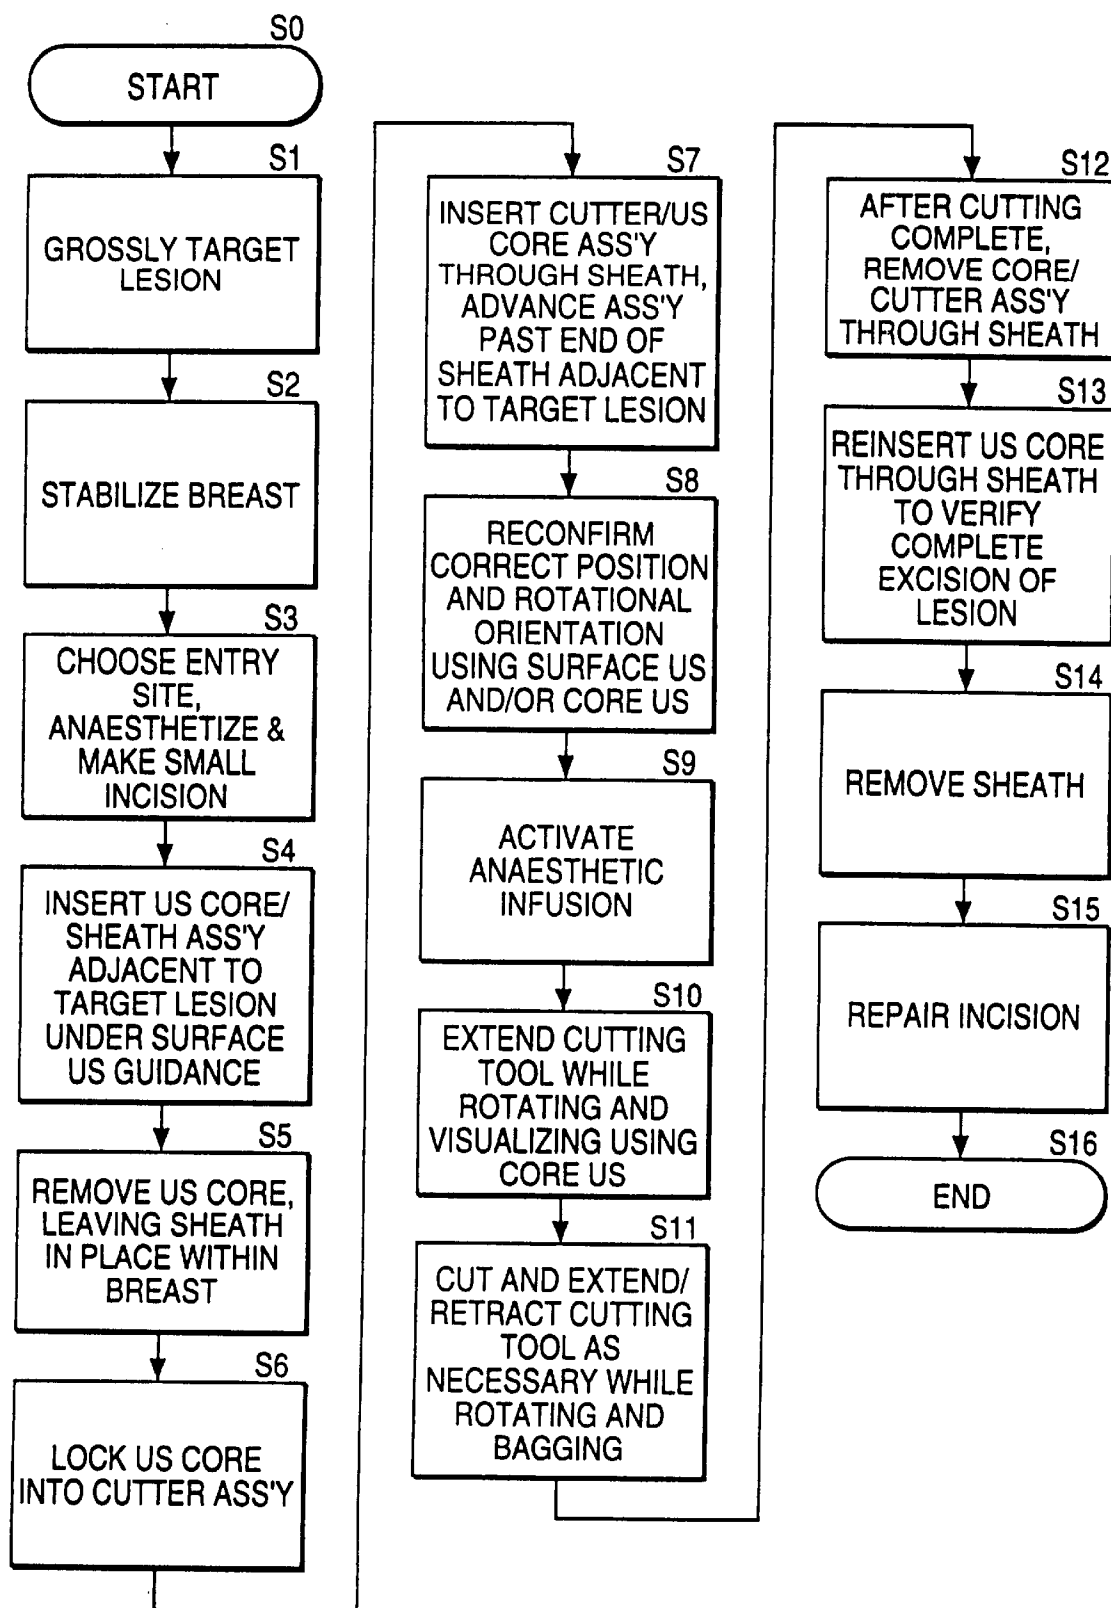 S0
START
S1
GROSSLY TARGET
LESION
S2
STABILIZE BREAST
S3
CHOOSE ENTRY
SITE,
ANAESTHETIZE &
MAKE SMALL
INCISION
S4
INSERT US CORE/
SHEATH ASS'Y
ADJACENT TO
TARGET LESION
UNDER SURFACE
US GUIDANCE
S5
REMOVE US CORE,
LEAVING SHEATH
IN PLACE WITHIN
BREAST
S6
LOCK US CORE
INTO CUTTER ASS'Y
S7
INSERT CUTTER/US
CORE ASS'Y
THROUGH SHEATH,
ADVANCE ASS'Y
PAST END OF
SHEATH ADJACENT
TO TARGET LESION
S8
RECONFIRM
CORRECT POSITION
AND ROTATIONAL
ORIENTATION
USING SURFACE US
AND/OR CORE US
S9
ACTIVATE
ANAESTHETIC
INFUSION
S10
EXTEND CUTTING
TOOL WHILE
ROTATING AND
VISUALIZING USING
CORE US
S11
CUT AND EXTEND/
RETRACT CUTTING
TOOL AS
NECESSARY WHILE
ROTATING AND
BAGGING
S12
AFTER CUTTING
COMPLETE,
REMOVE CORE/
CUTTER ASS'Y
THROUGH SHEATH
S13
REINSERT US CORE
THROUGH SHEATH
TO VERIFY
COMPLETE
EXCISION OF
LESION
S14
REMOVE SHEATH
S15
REPAIR INCISION
S16
END